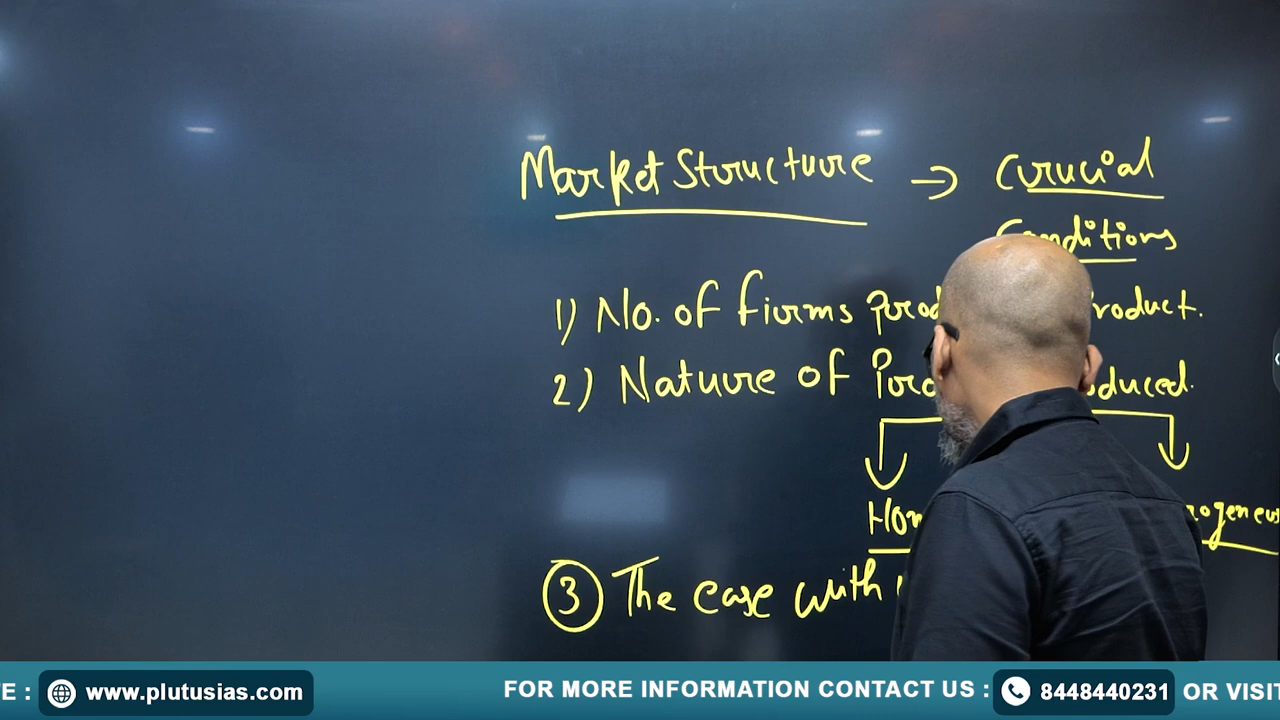 Market Structure → Crucial
Conditions
1) No. of firms roduct.
2) Nature of oduced.
③ The ease with
E : www.plutusias.com FOR MORE INFORMATION CONTACT US : 8448440231 OR VISIT